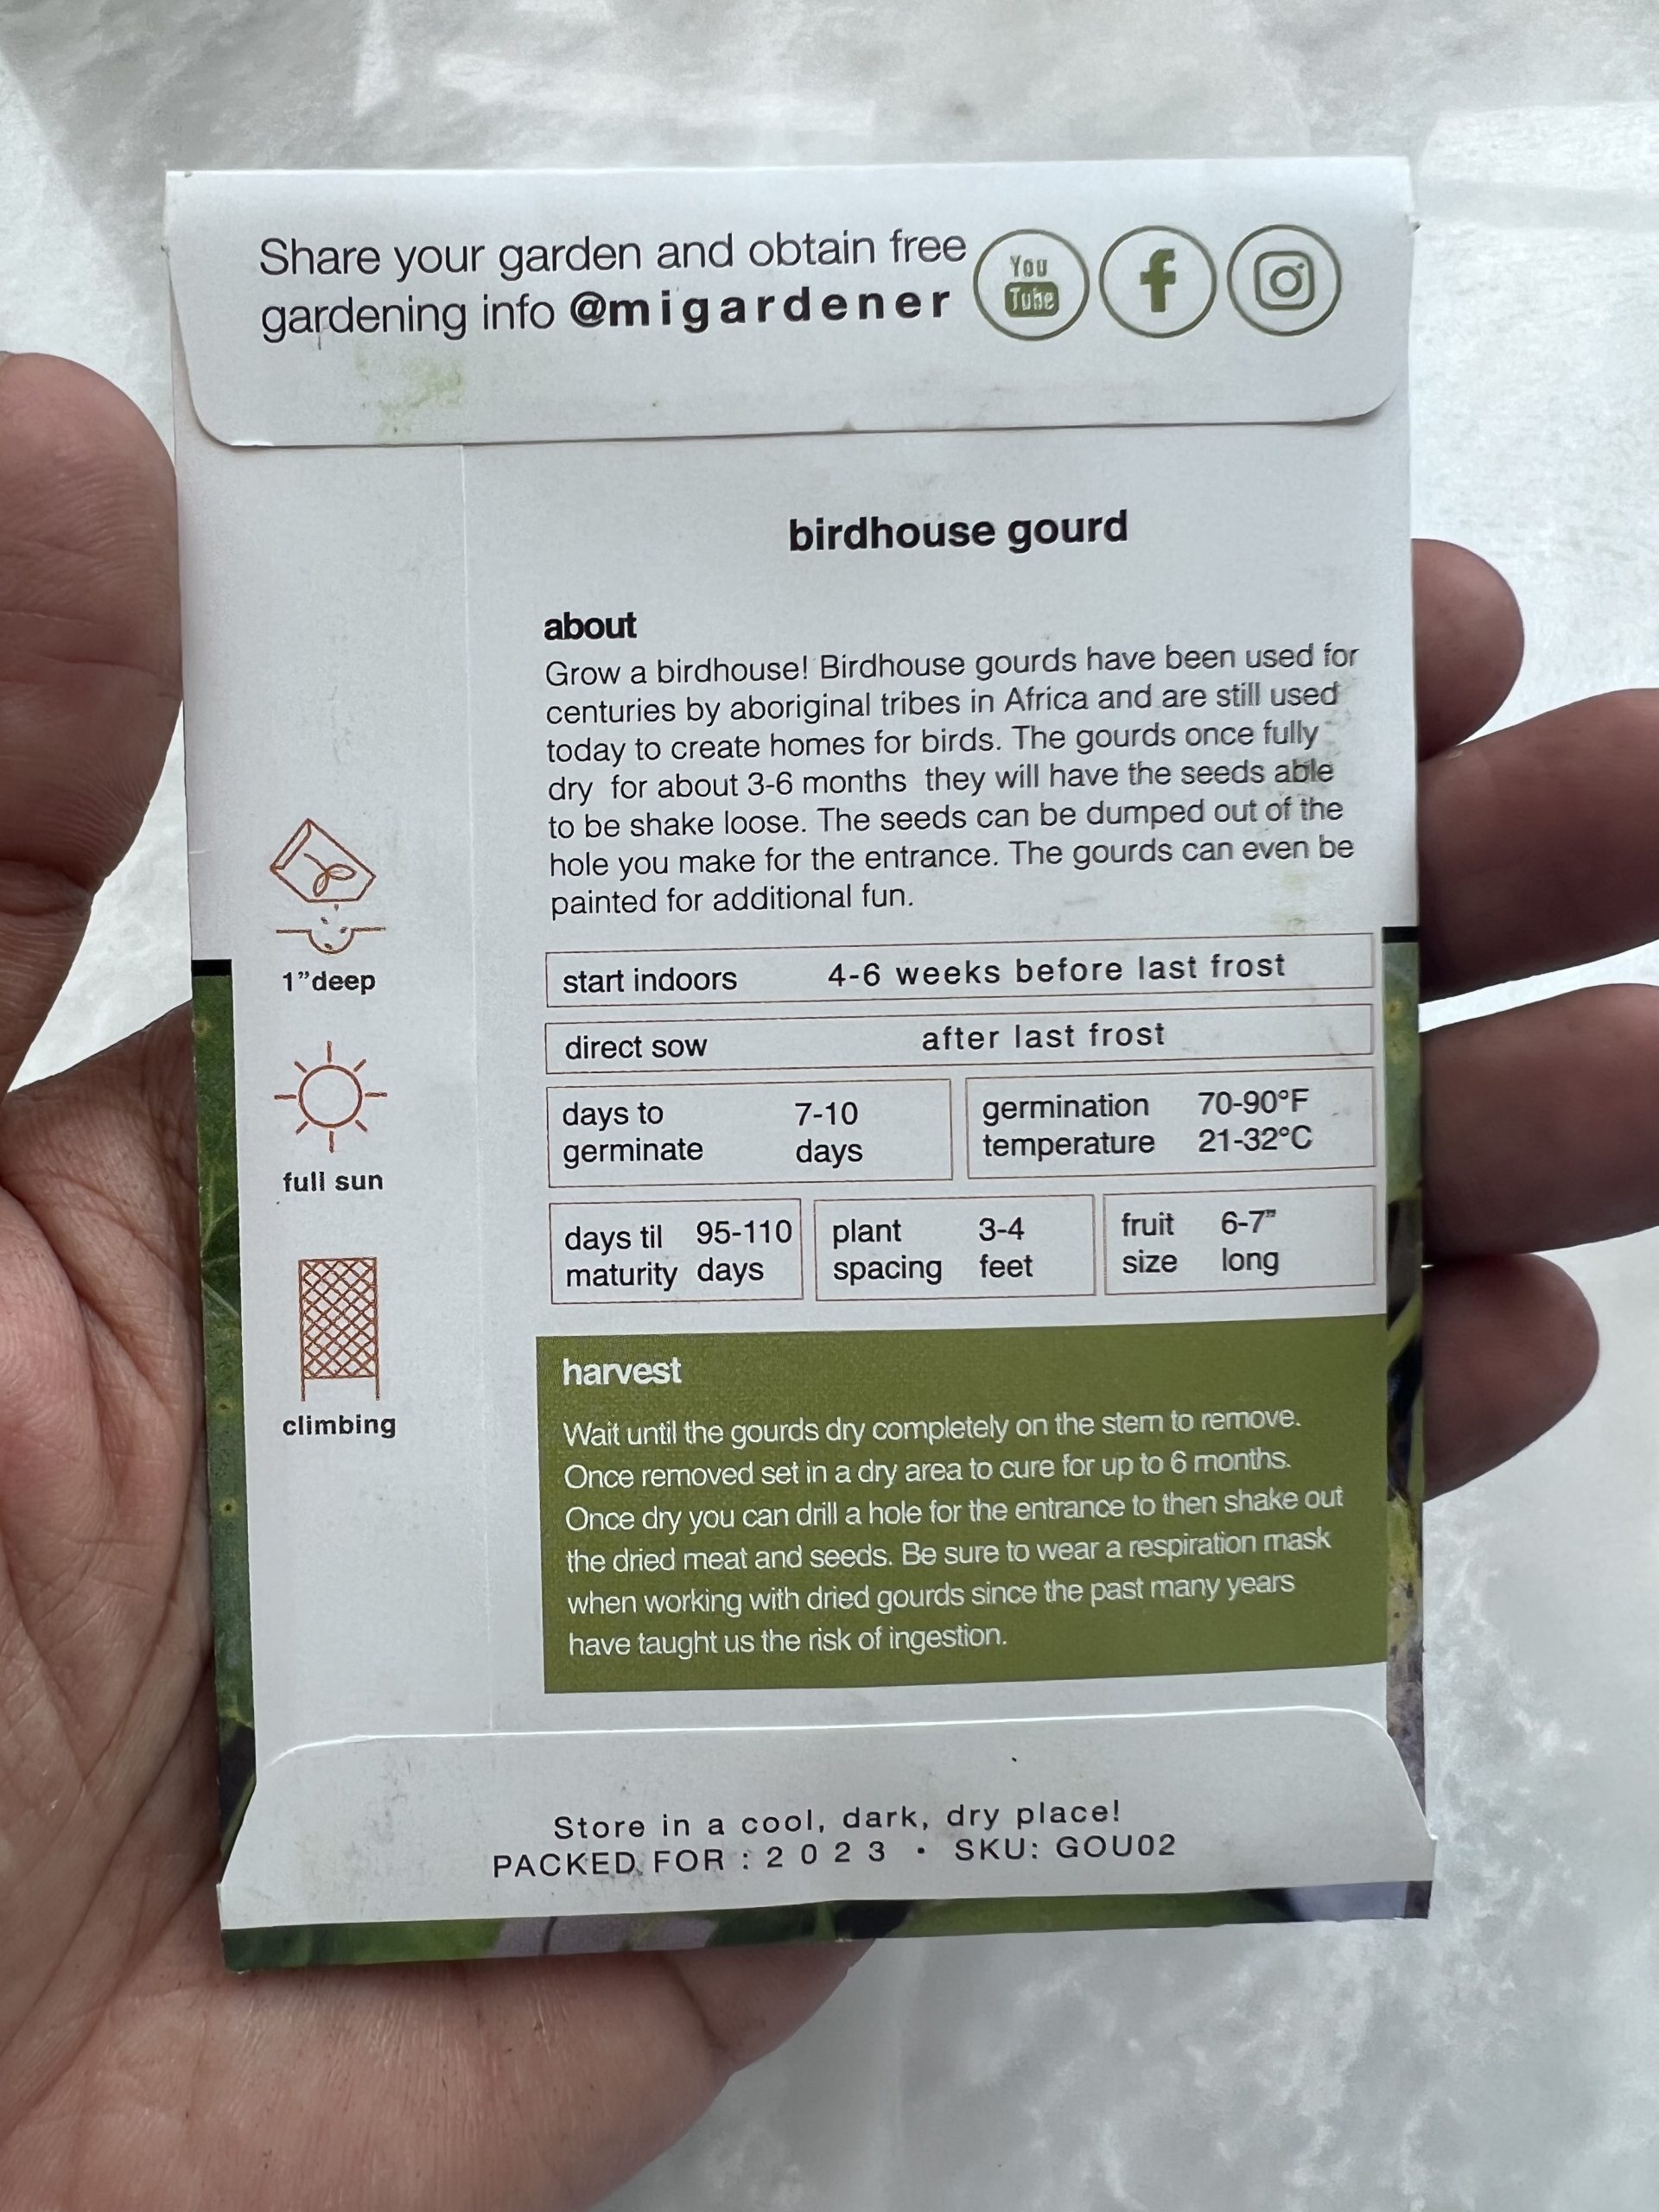 Share your garden and obtain free
gardening info @migardener
You
Tube
f
birdhouse gourd
about
Grow a birdhouse! Birdhouse gourds have been used for
centuries by aboriginal tribes in Africa and are still used
today to create homes for birds. The gourds once fully
dry for about 3-6 months they will have the seeds able
to be shake loose. The seeds can be dumped out of the
hole you make for the entrance. The gourds can even be
painted for additional fun.
1”deep
full sun
climbing
start indoors 4-6 weeks before last frost
direct sow after last frost
days to 7-10
germinate days
germination 70-90°F
temperature 21-32°C
days til 95-110
maturity days
plant 3-4
spacing feet
fruit 6-7”
size long
harvest
Wait until the gourds dry completely on the stem to remove.
Once removed set in a dry area to cure for up to 6 months.
Once dry you can drill a hole for the entrance to then shake out
the dried meat and seeds. Be sure to wear a respiration mask
when working with dried gourds since the past many years
have taught us the risk of ingestion.
Store in a cool, dark, dry place!
PACKED FOR : 2023 • SKU: GOU02